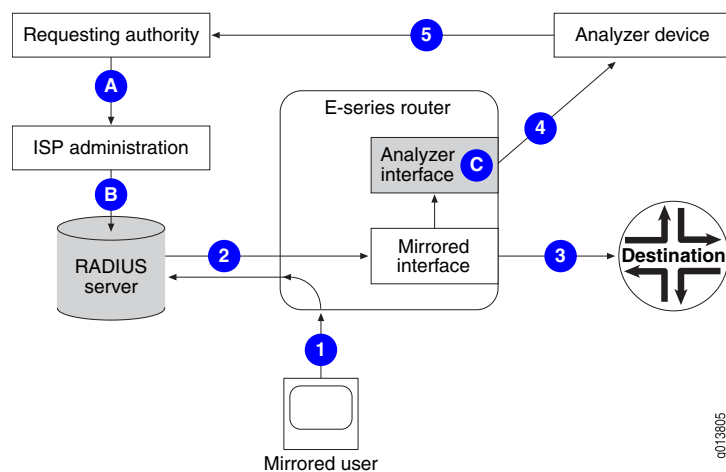 Requesting authority
5
Analyzer device
A
E-series router
4
ISP administration
Analyzer
interface
C
B
RADIUS
server
2
Mirrored
interface
3
Destination
1
Mirrored user
g013805